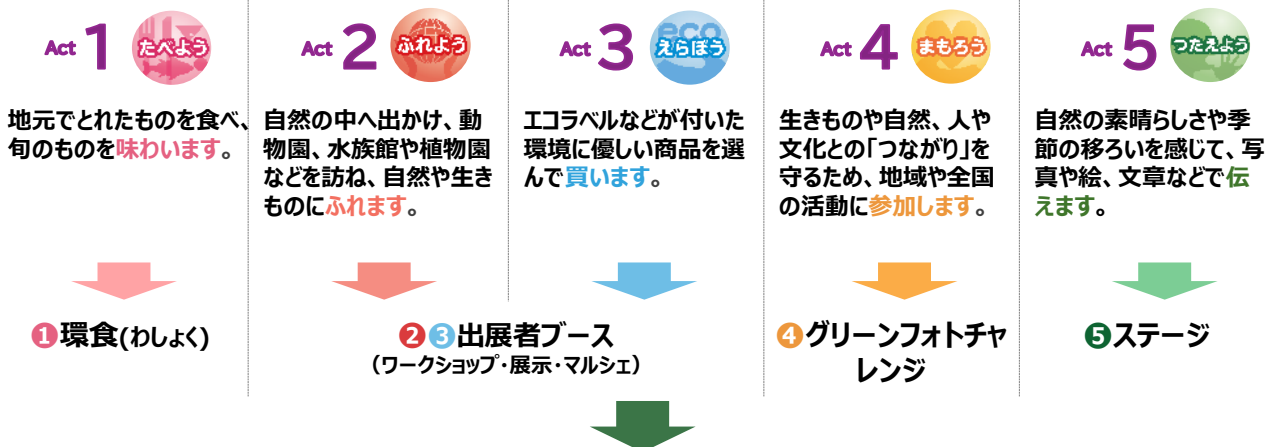 Act 1 たべよう
地元でとれたものを食べ、
旬のものを味わいます。
❶環食(わしょく)
Act 2 ふれよう
自然の中へ出かけ、動
物園、水族館や植物園
などを訪ね、自然や生き
ものにふれます。
Act 3 eco えらぼう
エコラベルなどが付いた
環境に優しい商品を選
んで買います。
❷❸出展者ブース
(ワークショップ・展示・マルシェ)
Act 4 まもろう
生きものや自然、人や
文化との「つながり」を
守るため、地域や全国
の活動に参加します。
❹グリーンフォトチャ
レンジ
Act 5 つたえよう
自然の素晴らしさや季
節の移ろいを感じて、写
真や絵、文章などで伝
えます。
❺ステージ